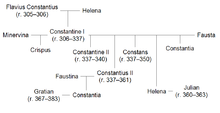 Flavius Constantius
(r. 305–306)
Helena
Minervina
Constantine I
(r. 306–337)
Fausta
Crispus
Constantine II
(r. 337–340)
Constans
(r. 337–350)
Constantia
Faustina
Constantius II
(r. 337–361)
Gratian
(r. 367–383)
Constantia
Helena
Julian
(r. 360–363)